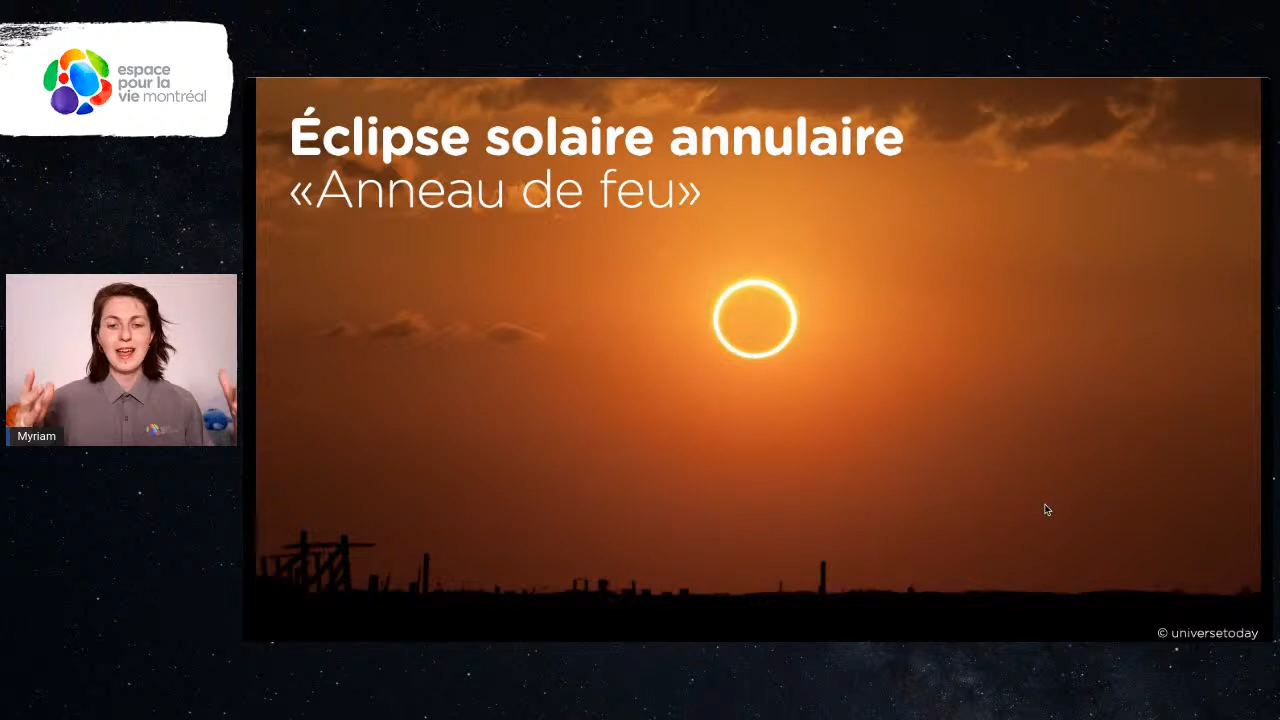 espace
pour la
vie montréal
Éclipse solaire annulaire
«Anneau de feu»
Myriam
© universetoday